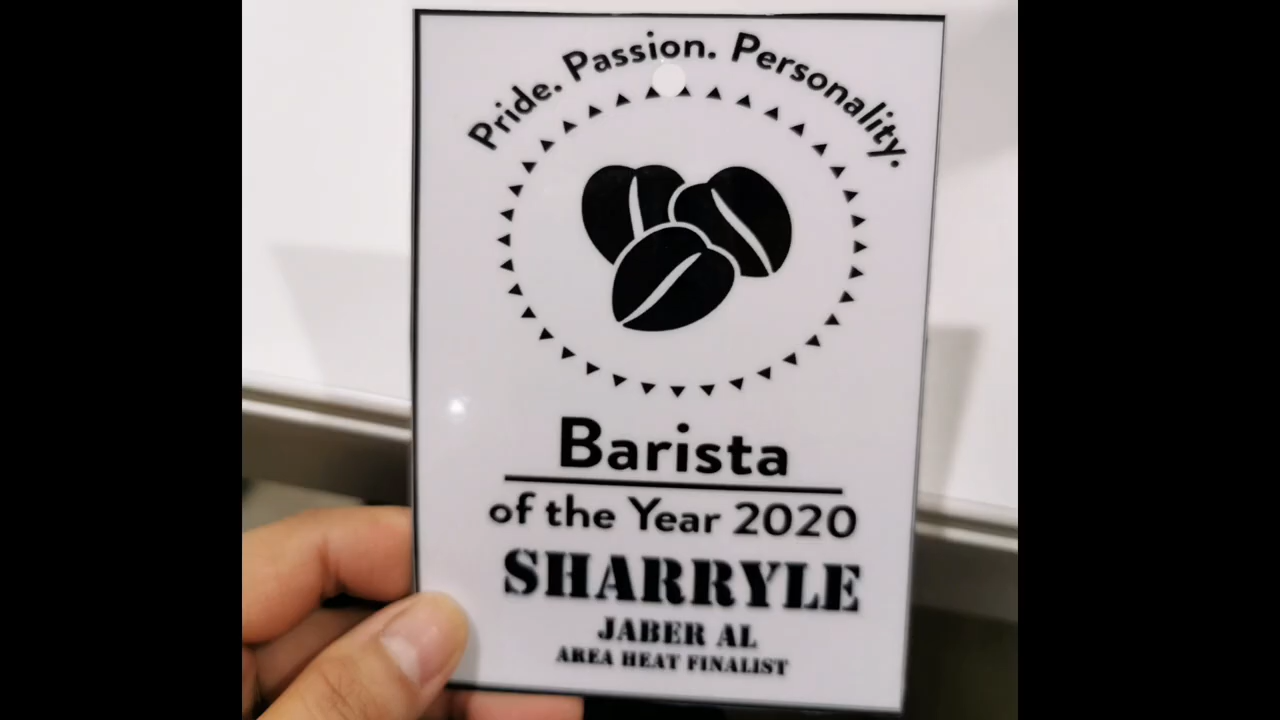 Pride. Passion. Personality.
Barista
of the Year 2020
SHARRYLE
JABER AL
AREA HEAT FINALIST